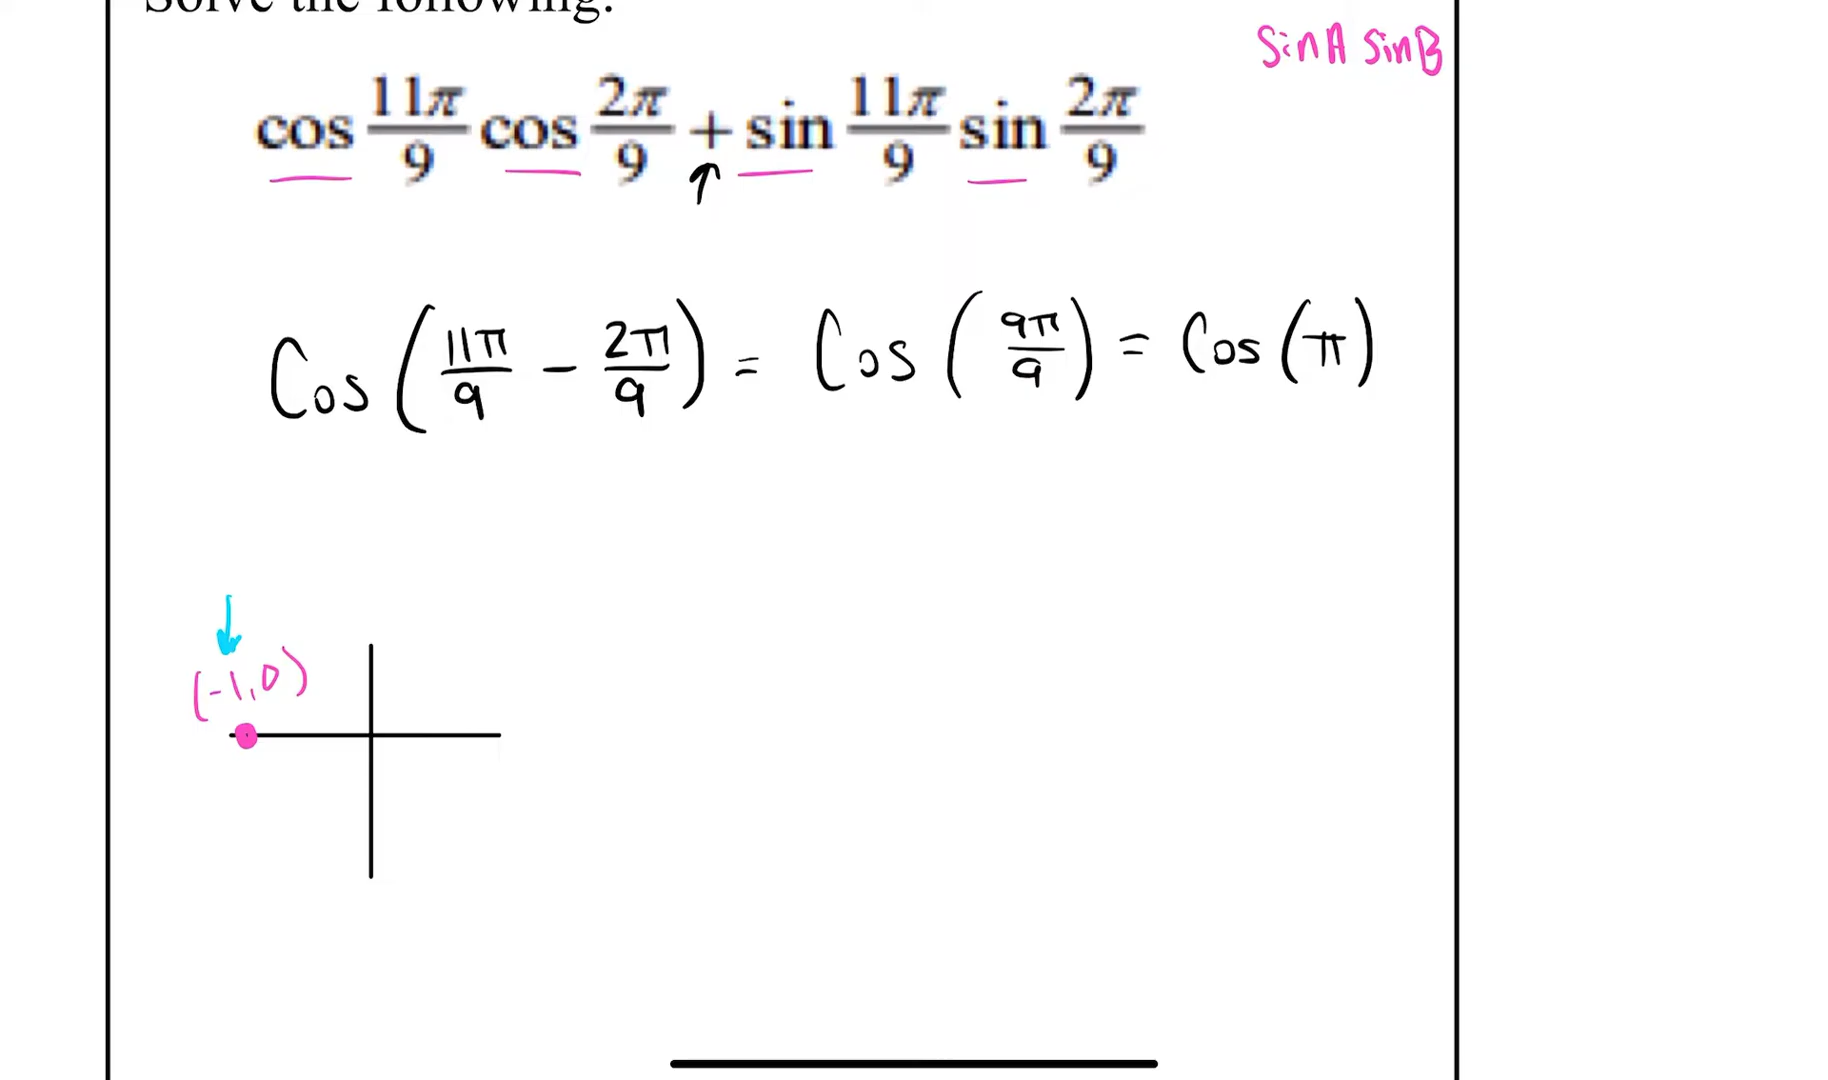 Solve the following:
sinA sinB
cos 11π/9 cos 2π/9 + sin 11π/9 sin 2π/9
Cos(11π/9 - 2π/9) = Cos(9π/9) = Cos(π)
(-1,0)